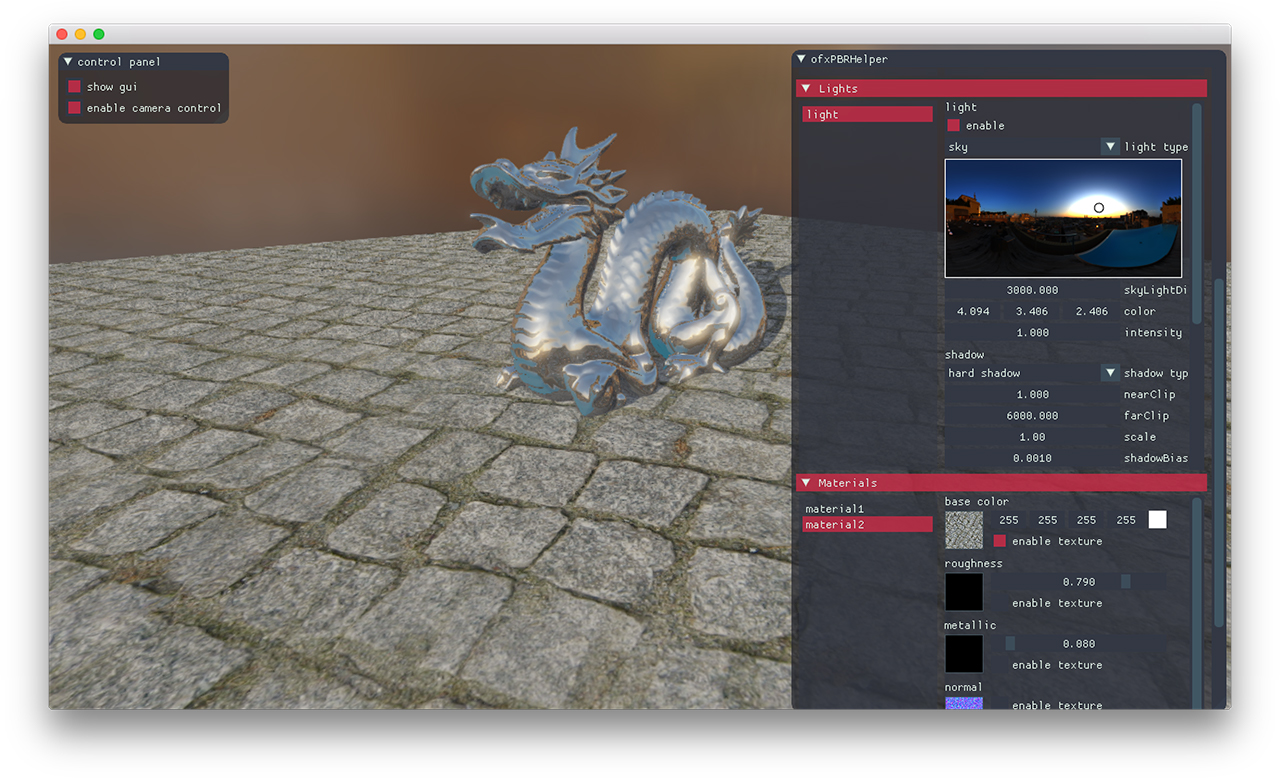 control panel
show gui
enable camera control
ofxPBRHelper
Lights
light
light
enable
sky light type
3000.000 skyLightDi
4.094 3.406 2.406 color
1.000 intensity
shadow
hard shadow shadow typ
1.000 nearClip
6000.000 farClip
1.00 scale
0.0010 shadowBias
Materials
material1
material2
base color
255 255 255 255
enable texture
roughness
0.790
enable texture
metallic
0.080
enable texture
normal
enable texture